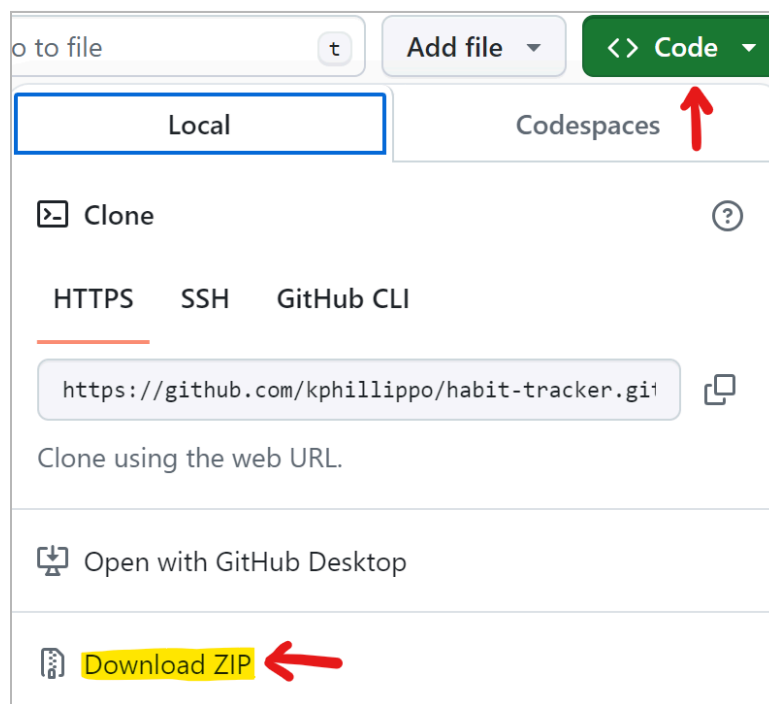 o to file t Add file <> Code
Local Codespaces
>_ Clone ?
HTTPS SSH GitHub CLI
https://github.com/kphillippo/habit-tracker.git
Clone using the web URL.
Open with GitHub Desktop
Download ZIP